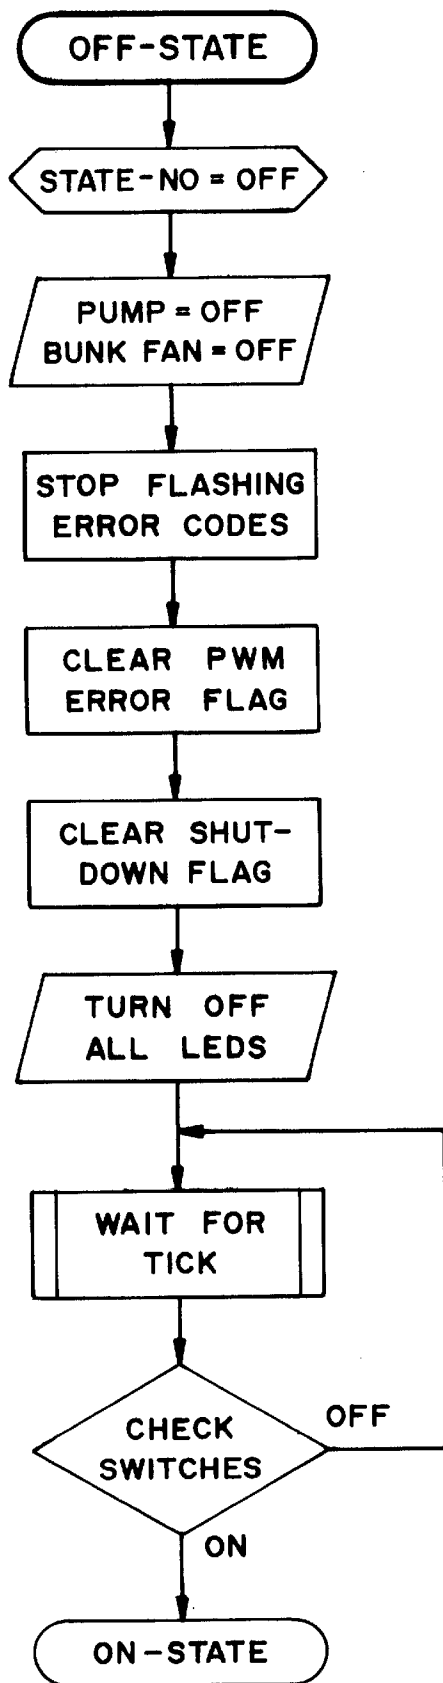 OFF-STATE
STATE-NO = OFF
PUMP = OFF
BUNK FAN = OFF
STOP FLASHING
ERROR CODES
CLEAR PWM
ERROR FLAG
CLEAR SHUT-
DOWN FLAG
TURN OFF
ALL LEDS
WAIT FOR
TICK
CHECK
SWITCHES
OFF
ON
ON-STATE